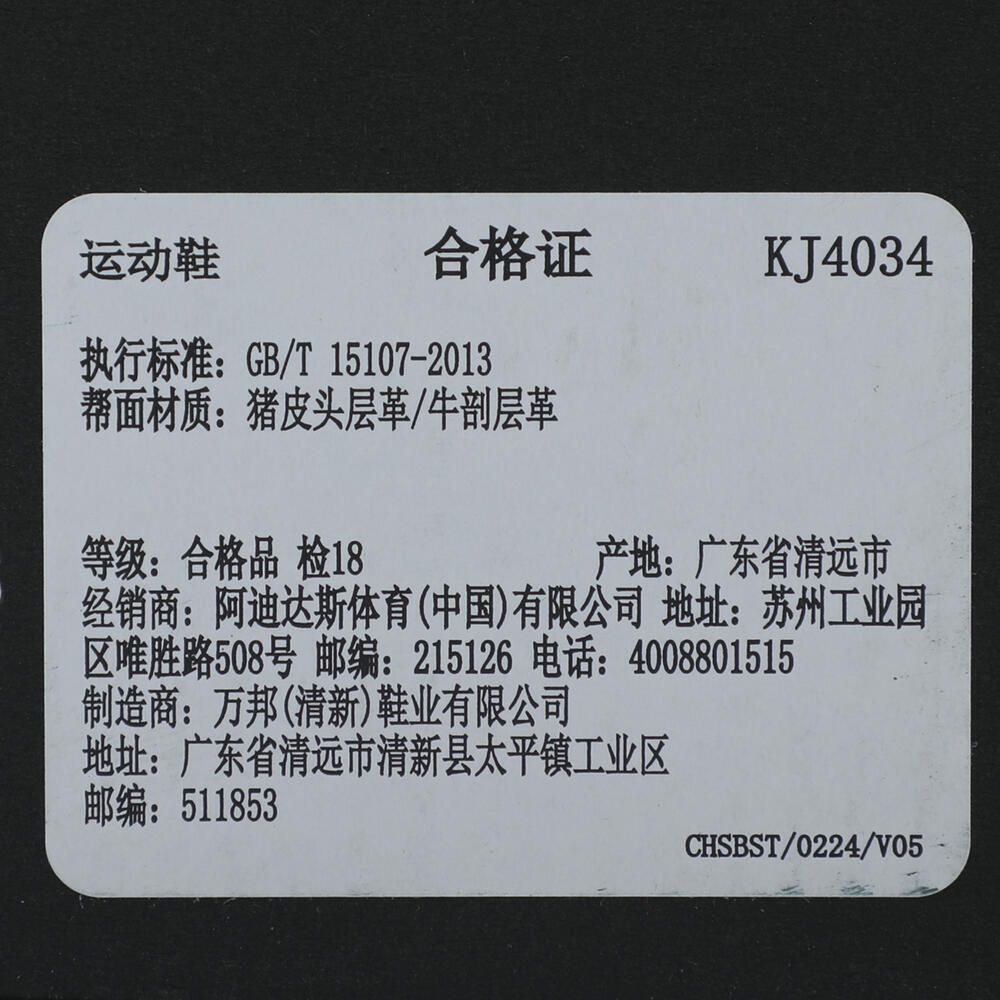 运动鞋 合格证 KJ4034
执行标准：GB/T 15107-2013
帮面材质：猪皮头层革/牛剖层革
等级：合格品 检18 产地：广东省清远市
经销商：阿迪达斯体育(中国)有限公司 地址：苏州工业园
区唯胜路508号 邮编：215126 电话：4008801515
制造商：万邦(清新)鞋业有限公司
地址：广东省清远市清新县太平镇工业区
邮编：511853
CHSBST/0224/V05